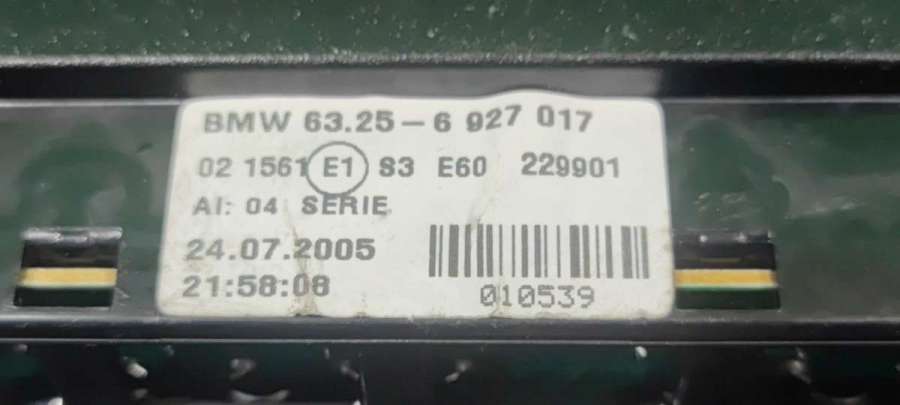 BMW 63.25-6 927 017
02 1561 E1 S3 E60 229901
AI: 04 SERIE
24.07.2005
21:58:08
010539